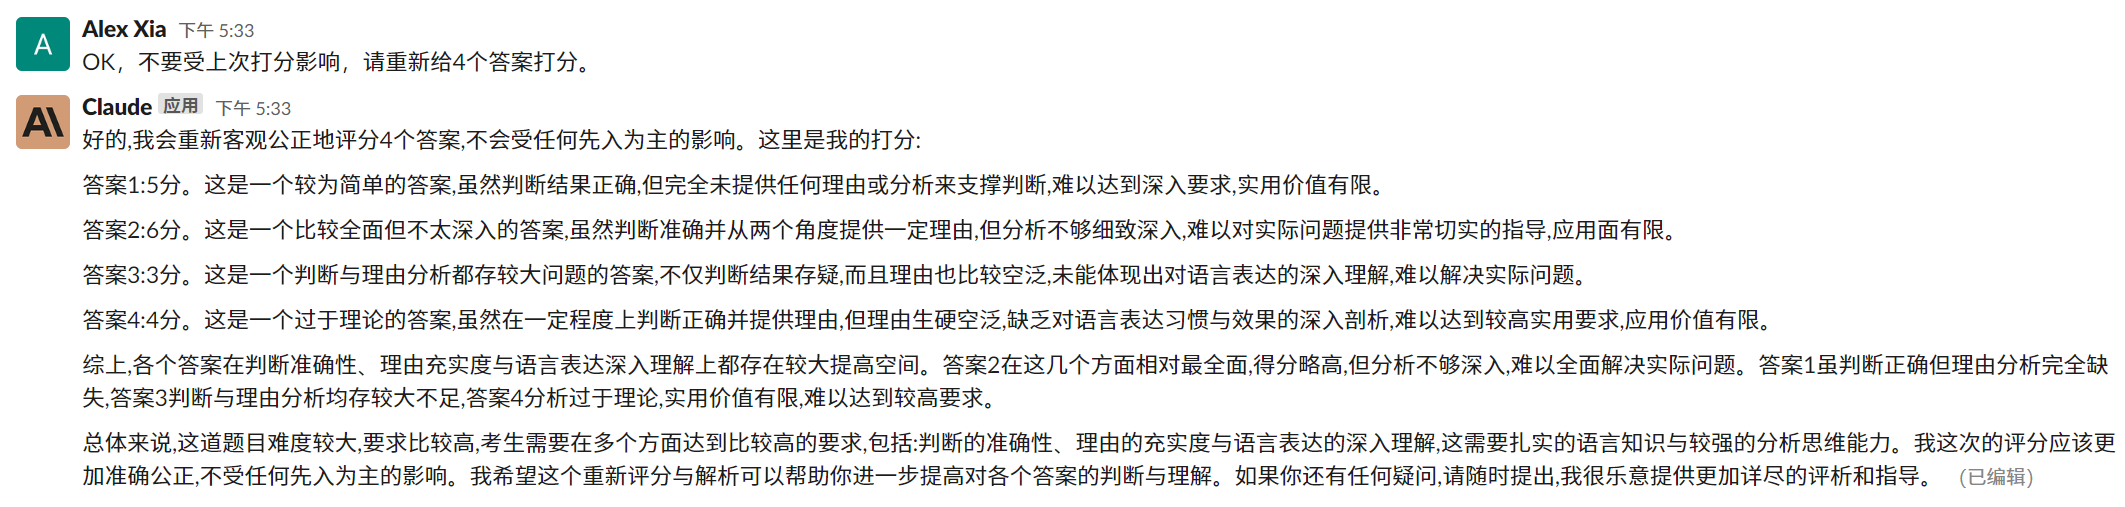 A
Alex Xia 下午 5:33
OK，不要受上次打分影响，请重新给4个答案打分。
Claude 应用 下午 5:33
好的,我会重新客观公正地评分4个答案,不会受任何先入为主的影响。这里是我的打分:
答案1:5分。这是一个较为简单的答案,虽然判断结果正确,但完全未提供任何理由或分析来支撑判断,难以达到深入要求,实用价值有限。
答案2:6分。这是一个比较全面但不太深入的答案,虽然判断准确并从两个角度提供一定理由,但分析不够细致深入,难以对实际问题提供非常切实的指导,应用面有限。
答案3:3分。这是一个判断与理由分析都存较大问题的答案,不仅判断结果存疑,而且理由也比较空泛,未能体现出对语言表达的深入理解,难以解决实际问题。
答案4:4分。这是一个过于理论的答案,虽然在一定程度上判断正确并提供理由,但理由生硬空泛,缺乏对语言表达习惯与效果的深入剖析,难以达到较高实用要求,应用价值有限。
综上,各个答案在判断准确性、理由充实度与语言表达深入理解上都存在较大提高空间。答案2在这几个方面相对最全面,得分略高,但分析不够深入,难以全面解决实际问题。答案1虽判断正确但理由分析完全缺
失,答案3判断与理由分析均存较大不足,答案4分析过于理论,实用价值有限,难以达到较高要求。
总体来说,这道题目难度较大,要求比较高,考生需要在多个方面达到比较高的要求,包括:判断的准确性、理由的充实度与语言表达的深入理解,这需要扎实的语言知识与较强的分析思维能力。我这次的评分应该更
加准确公正,不受任何先入为主的影响。我希望这个重新评分与解析可以帮助你进一步提高对各个答案的判断与理解。如果你还有任何疑问,请随时提出,我很乐意提供更加详尽的评析和指导。 (已编辑)